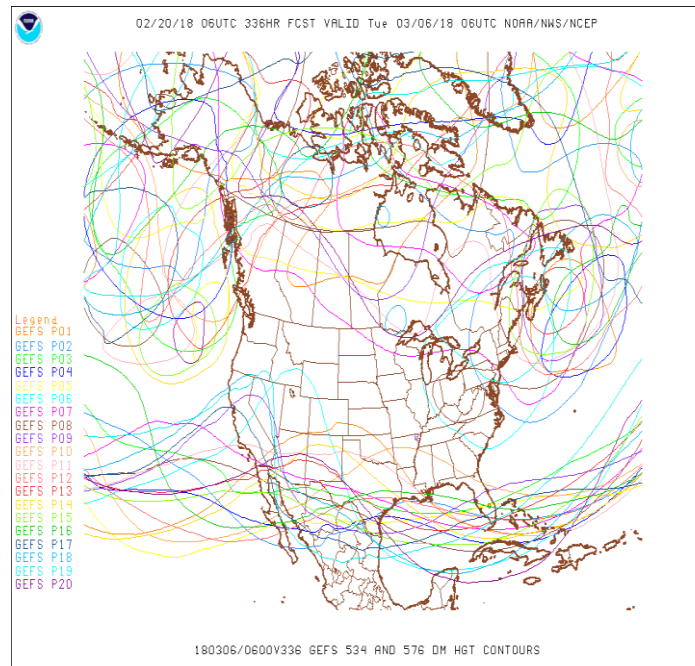 02/20/18 06UTC 336HR FCST VALID Tue 03/06/18 06UTC NOAA/NWS/NCEP
Legend
GEFS P01
GEFS P02
GEFS P03
GEFS P04
GEFS P05
GEFS P06
GEFS P07
GEFS P08
GEFS P09
GEFS P10
GEFS P11
GEFS P12
GEFS P13
GEFS P14
GEFS P15
GEFS P16
GEFS P17
GEFS P18
GEFS P19
GEFS P20
180306/0600V336 GEFS 534 AND 576 DM HGT CONTOURS